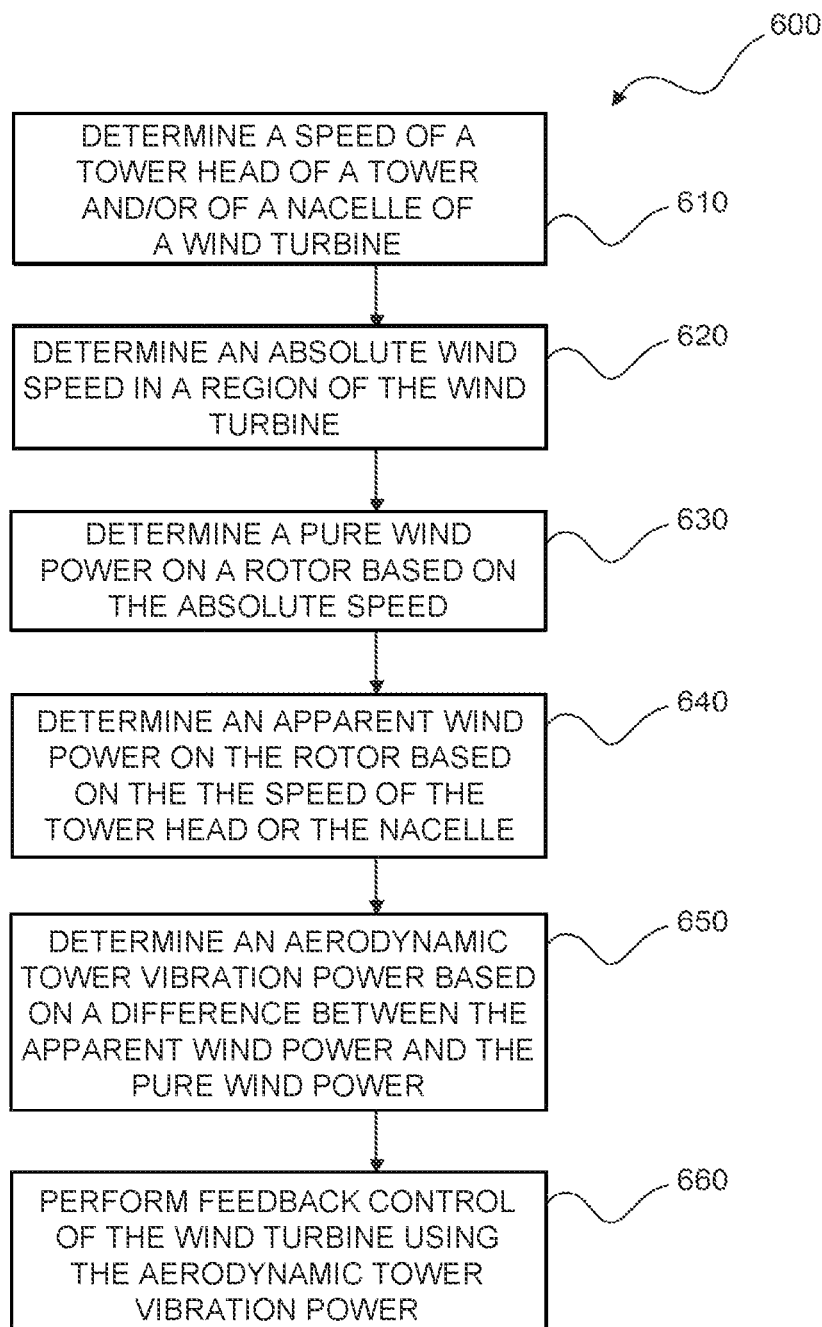 600
DETERMINE A SPEED OF A
TOWER HEAD OF A TOWER
AND/OR OF A NACELLE OF
A WIND TURBINE
610
DETERMINE AN ABSOLUTE WIND
SPEED IN A REGION OF THE WIND
TURBINE
620
DETERMINE A PURE WIND
POWER ON A ROTOR BASED ON
THE ABSOLUTE SPEED
630
DETERMINE AN APPARENT WIND
POWER ON THE ROTOR BASED
ON THE THE SPEED OF THE
TOWER HEAD OR THE NACELLE
640
DETERMINE AN AERODYNAMIC
TOWER VIBRATION POWER BASED
ON A DIFFERENCE BETWEEN THE
APPARENT WIND POWER AND THE
PURE WIND POWER
650
PERFORM FEEDBACK CONTROL
OF THE WIND TURBINE USING
THE AERODYNAMIC TOWER
VIBRATION POWER
660